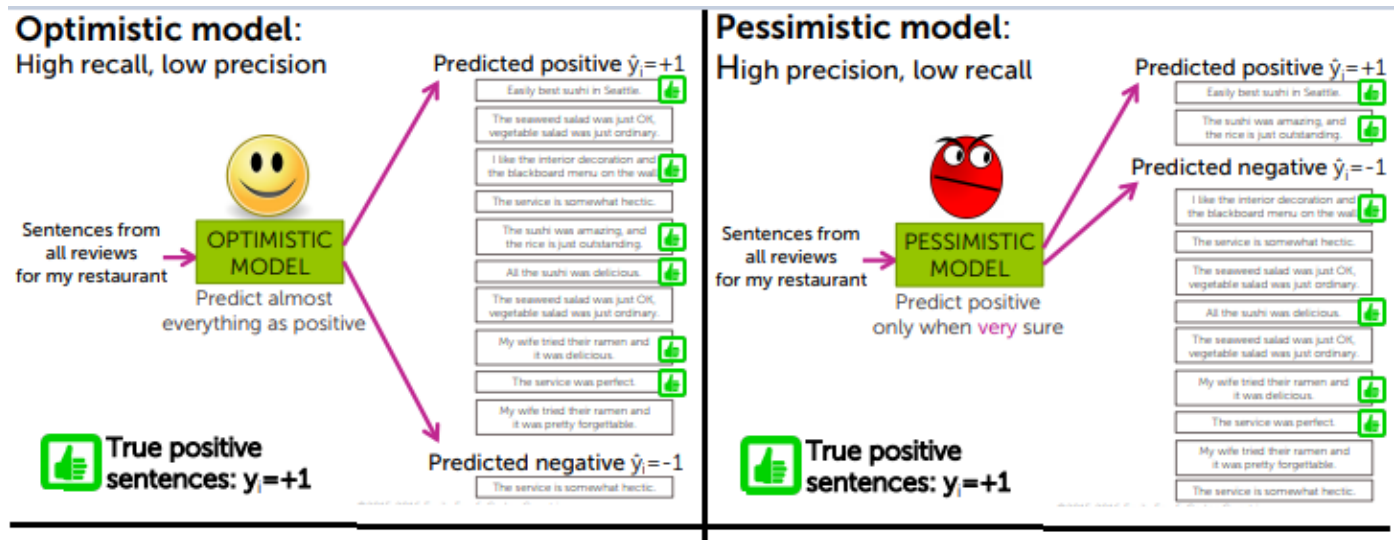 Optimistic model:
High recall, low precision
Predicted positive ŷᵢ=+1
Easily best sushi in Seattle.
The seaweed salad was just OK,
vegetable salad was just ordinary.
I like the interior decoration and
the blackboard menu on the wall.
The service is somewhat hectic.
The sushi was amazing, and
the rice is just outstanding.
All the sushi was delicious.
The seaweed salad was just OK,
vegetable salad was just ordinary.
My wife tried their ramen and
it was delicious.
The service was perfect.
My wife tried their ramen and
it was pretty forgettable.
Predicted negative ŷᵢ=-1
The service is somewhat hectic.
Sentences from
all reviews
for my restaurant
OPTIMISTIC
MODEL
Predict almost
everything as positive
True positive
sentences: yᵢ=+1
Pessimistic model:
High precision, low recall
Predicted positive ŷᵢ=+1
Easily best sushi in Seattle.
The sushi was amazing, and
the rice is just outstanding.
Predicted negative ŷᵢ=-1
I like the interior decoration and
the blackboard menu on the wall.
The service is somewhat hectic.
The seaweed salad was just OK,
vegetable salad was just ordinary.
All the sushi was delicious.
The seaweed salad was just OK,
vegetable salad was just ordinary.
My wife tried their ramen and
it was delicious.
The service was perfect.
My wife tried their ramen and
it was pretty forgettable.
The service is somewhat hectic.
Sentences from
all reviews
for my restaurant
PESSIMISTIC
MODEL
Predict positive
only when very sure
True positive
sentences: yᵢ=+1